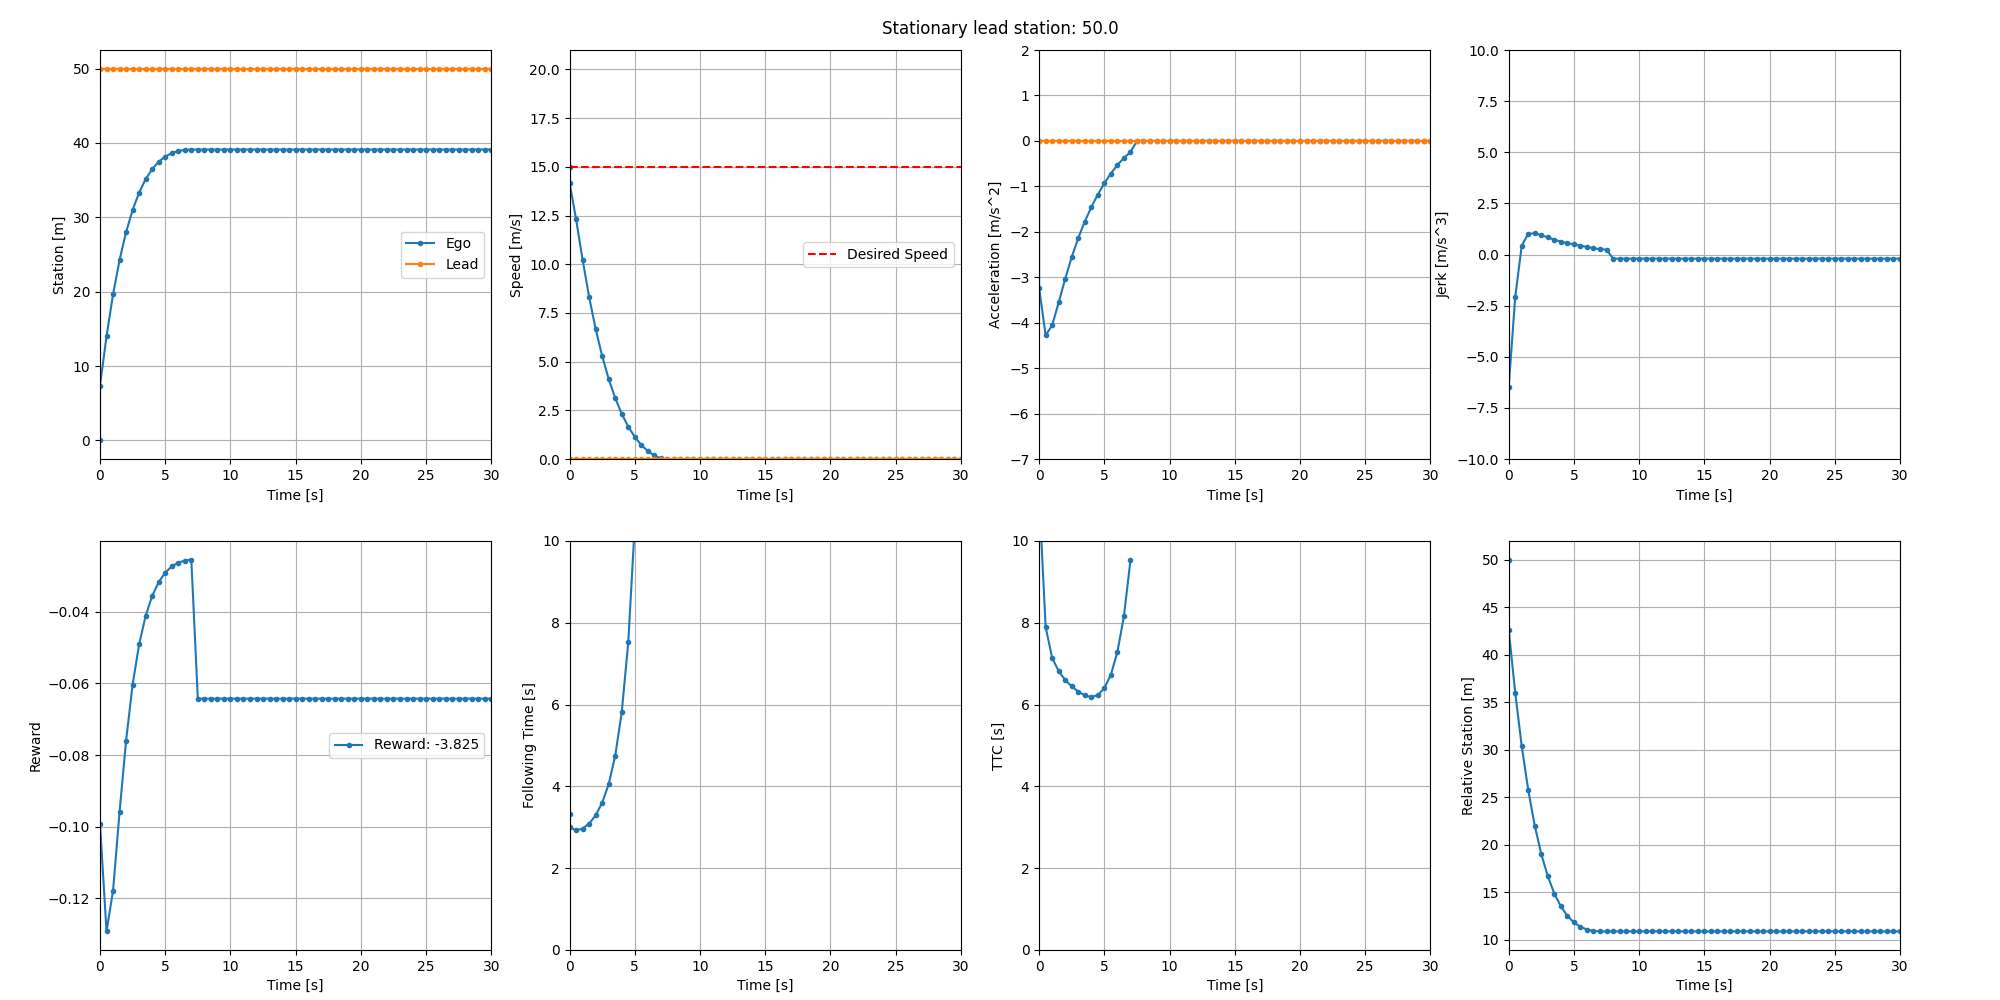 Stationary lead station: 50.0
50
40
30
20
10
0
Station [m]
Ego
Lead
0 5 10 15 20 25 30
Time [s]
20.0
17.5
15.0
12.5
10.0
7.5
5.0
2.5
0.0
Speed [m/s]
Desired Speed
0 5 10 15 20 25 30
Time [s]
2
1
0
−1
−2
−3
−4
−5
−6
−7
Acceleration [m/s^2]
0 5 10 15 20 25 30
Time [s]
10.0
7.5
5.0
2.5
0.0
−2.5
−5.0
−7.5
−10.0
Jerk [m/s^3]
0 5 10 15 20 25 30
Time [s]
−0.04
−0.06
−0.08
−0.10
−0.12
Reward
Reward: -3.825
0 5 10 15 20 25 30
Time [s]
10
8
6
4
2
0
Following Time [s]
0 5 10 15 20 25 30
Time [s]
10
8
6
4
2
0
TTC [s]
0 5 10 15 20 25 30
Time [s]
50
45
40
35
30
25
20
15
10
Relative Station [m]
0 5 10 15 20 25 30
Time [s]